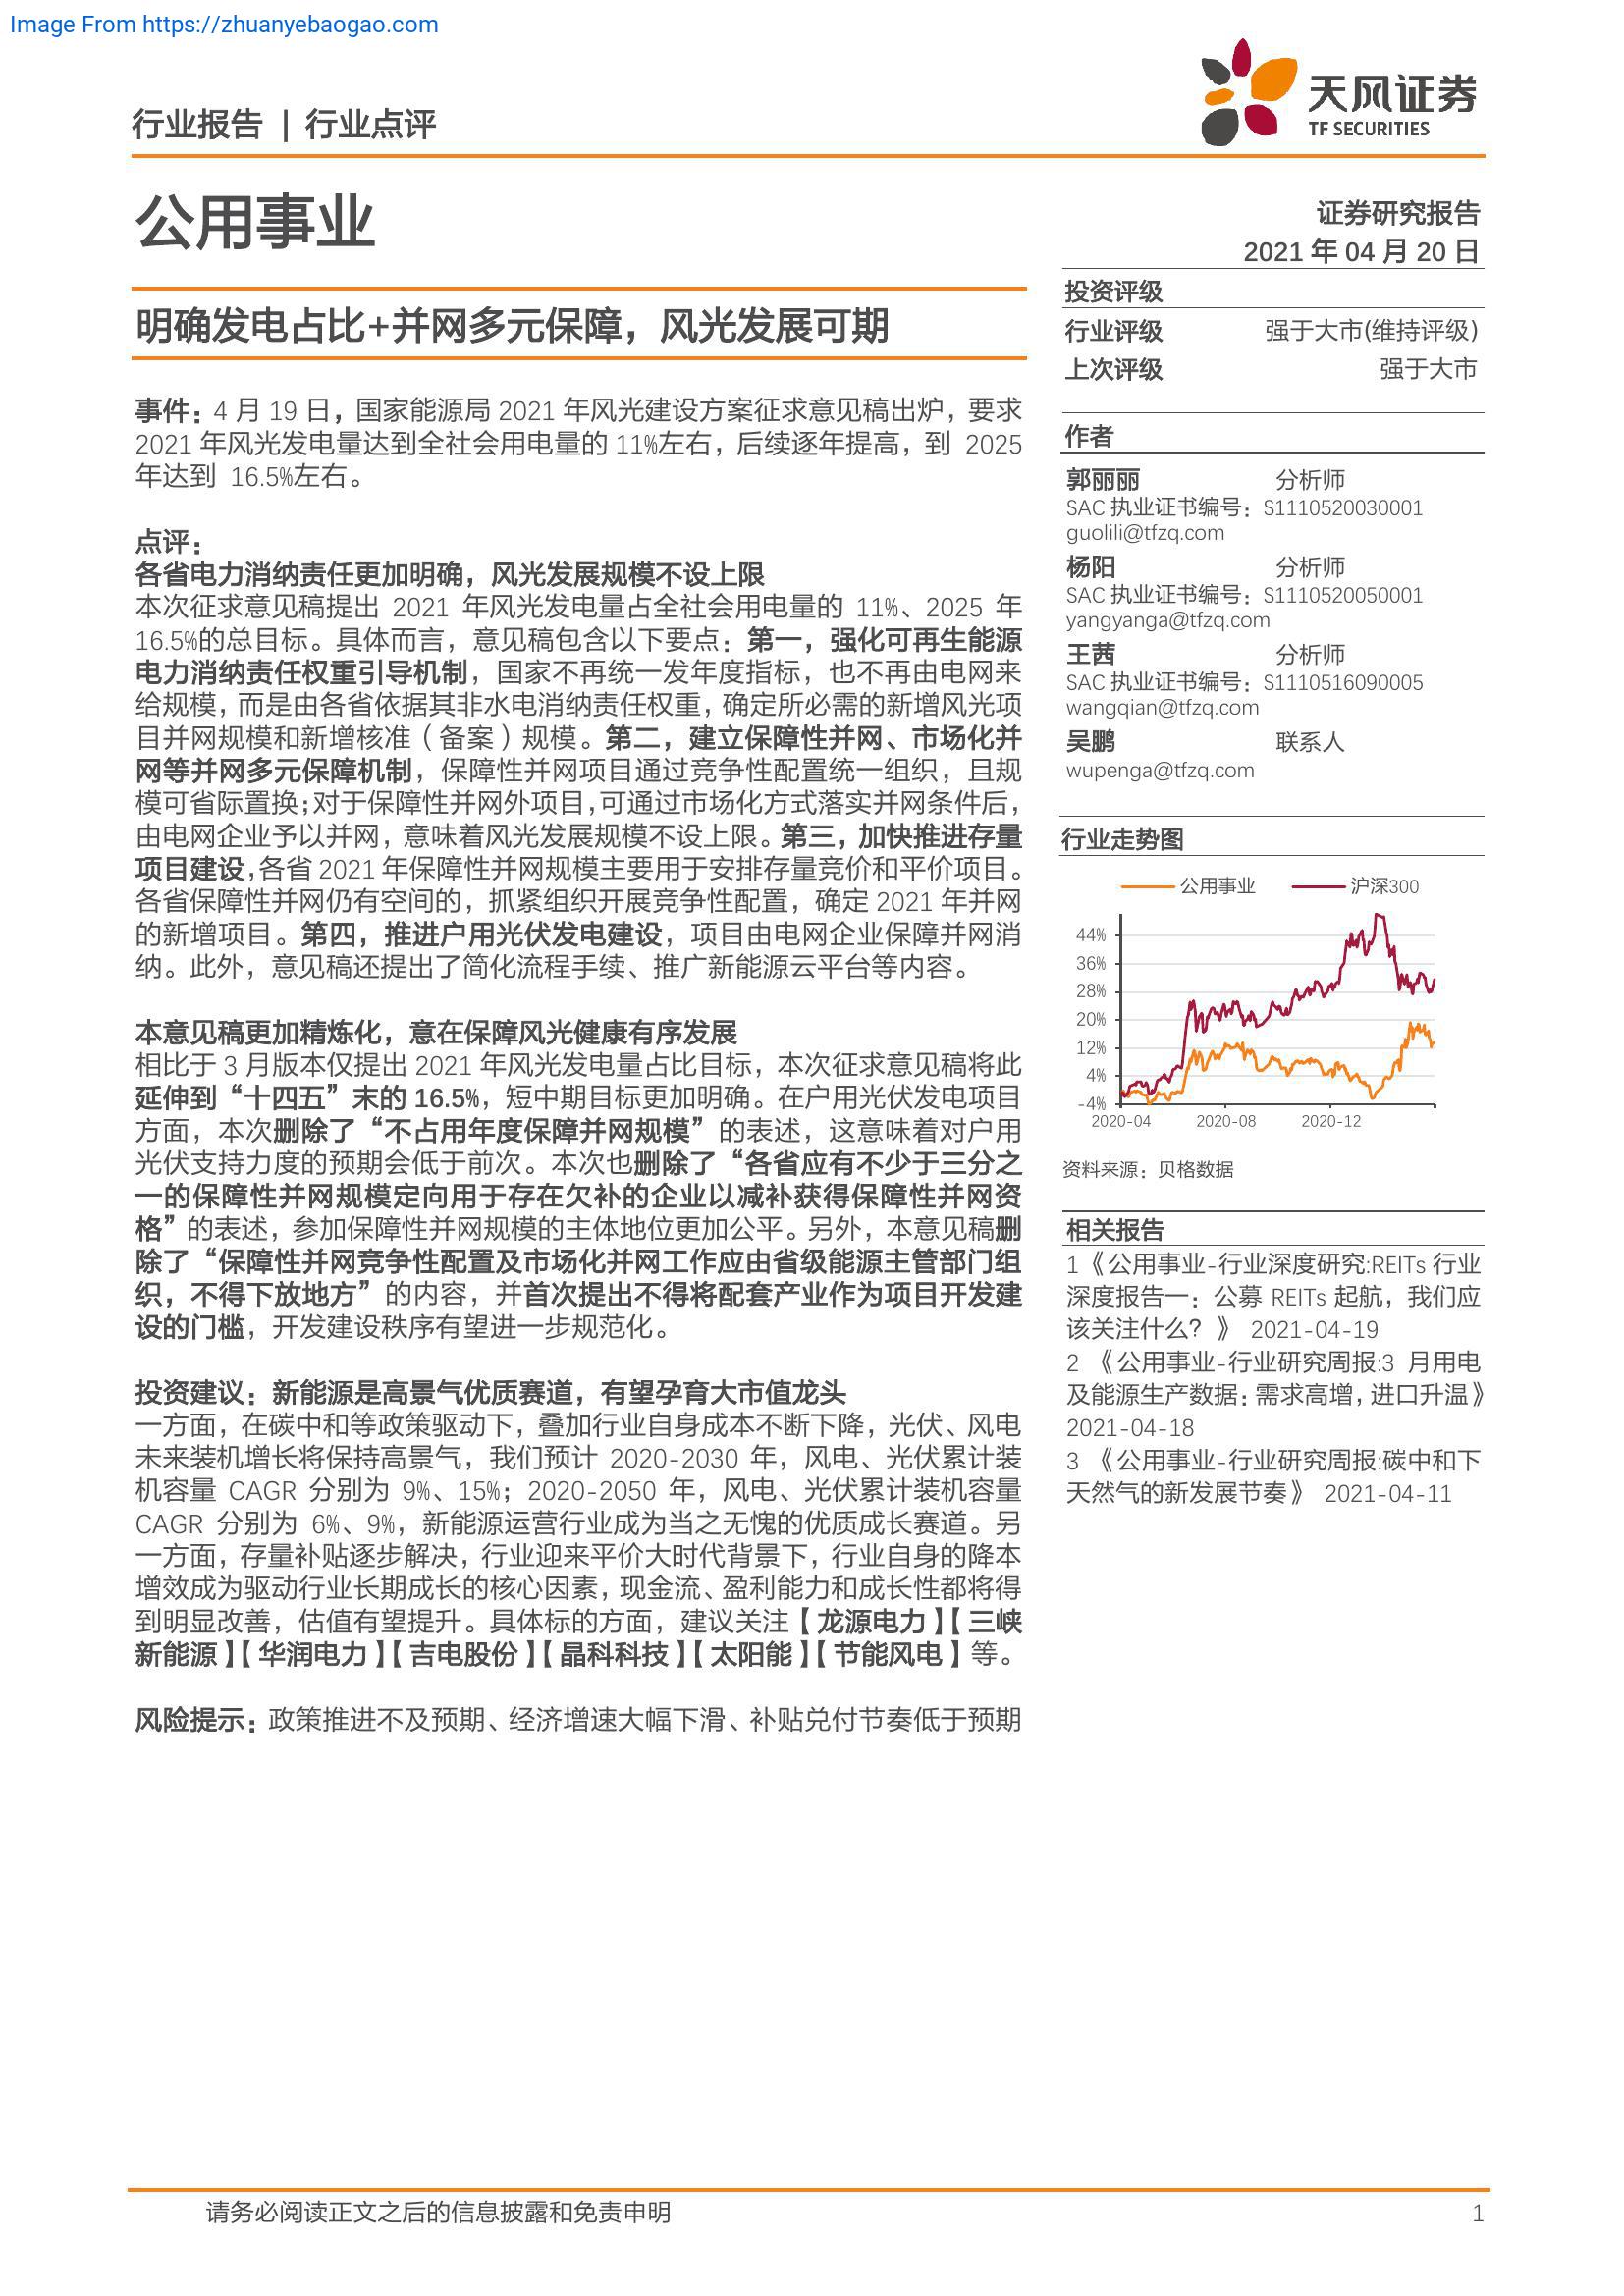 Image From https://zhuanyebaogao.com
行业报告 | 行业点评
天风证券
TF SECURITIES
公用事业
证券研究报告
2021 年 04 月 20 日
明确发电占比+并网多元保障，风光发展可期
事件：4 月 19 日，国家能源局 2021 年风光建设方案征求意见稿出炉，要求
2021 年风光发电量达到全社会用电量的 11%左右，后续逐年提高，到 2025
年达到 16.5%左右。
点评：
各省电力消纳责任更加明确，风光发展规模不设上限
本次征求意见稿提出 2021 年风光发电量占全社会用电量的 11%、2025 年
16.5%的总目标。具体而言，意见稿包含以下要点：第一，强化可再生能源
电力消纳责任权重引导机制，国家不再统一发年度指标，也不再由电网来
给规模，而是由各省依据其非水电消纳责任权重，确定所必需的新增风光项
目并网规模和新增核准（备案）规模。第二，建立保障性并网、市场化并
网等并网多元保障机制，保障性并网项目通过竞争性配置统一组织，且规
模可省际置换；对于保障性并网外项目，可通过市场化方式落实并网条件后，
由电网企业予以并网，意味着风光发展规模不设上限。第三，加快推进存量
项目建设，各省 2021 年保障性并网规模主要用于安排存量竞价和平价项目。
各省保障性并网仍有空间的，抓紧组织开展竞争性配置，确定 2021 年并网
的新增项目。第四，推进户用光伏发电建设，项目由电网企业保障并网消
纳。此外，意见稿还提出了简化流程手续、推广新能源云平台等内容。
本意见稿更加精炼化，意在保障风光健康有序发展
相比于 3 月版本仅提出 2021 年风光发电量占比目标，本次征求意见稿将此
延伸到“十四五”末的 16.5%，短中期目标更加明确。在户用光伏发电项目
方面，本次删除了“不占用年度保障并网规模”的表述，这意味着对户用
光伏支持力度的预期会低于前次。本次也删除了“各省应有不少于三分之
一的保障性并网规模定向用于存在欠补的企业以减补获得保障性并网资
格”的表述，参加保障性并网规模的主体地位更加公平。另外，本意见稿删
除了“保障性并网竞争性配置及市场化并网工作应由省级能源主管部门组
织，不得下放地方”的内容，并首次提出不得将配套产业作为项目开发建
设的门槛，开发建设秩序有望进一步规范化。
投资建议：新能源是高景气优质赛道，有望孕育大市值龙头
一方面，在碳中和等政策驱动下，叠加行业自身成本不断下降，光伏、风电
未来装机增长将保持高景气，我们预计 2020-2030 年，风电、光伏累计装
机容量 CAGR 分别为 9%、15%；2020-2050 年，风电、光伏累计装机容量
CAGR 分别为 6%、9%，新能源运营行业成为当之无愧的优质成长赛道。另
一方面，存量补贴逐步解决，行业迎来平价大时代背景下，行业自身的降本
增效成为驱动行业长期成长的核心因素，现金流、盈利能力和成长性都将得
到明显改善，估值有望提升。具体标的方面，建议关注【龙源电力】【三峡
新能源】【华润电力】【吉电股份】【晶科科技】【太阳能】【节能风电】等。
风险提示：政策推进不及预期、经济增速大幅下滑、补贴兑付节奏低于预期
投资评级
行业评级 强于大市(维持评级)
上次评级 强于大市
作者
郭丽丽 分析师
SAC 执业证书编号：S1110520030001
guolili@tfzq.com
杨阳 分析师
SAC 执业证书编号：S1110520050001
yangyanga@tfzq.com
王茜 分析师
SAC 执业证书编号：S1110516090005
wangqian@tfzq.com
吴鹏 联系人
wupenga@tfzq.com
行业走势图
公用事业 沪深300
44%
36%
28%
20%
12%
4%
-4%
2020-04 2020-08 2020-12
资料来源：贝格数据
相关报告
1《公用事业-行业深度研究:REITs 行业
深度报告一：公募 REITs 起航，我们应
该关注什么？》 2021-04-19
2 《公用事业-行业研究周报:3 月用电
及能源生产数据：需求高增，进口升温》
2021-04-18
3 《公用事业-行业研究周报:碳中和下
天然气的新发展节奏》 2021-04-11
请务必阅读正文之后的信息披露和免责申明
1